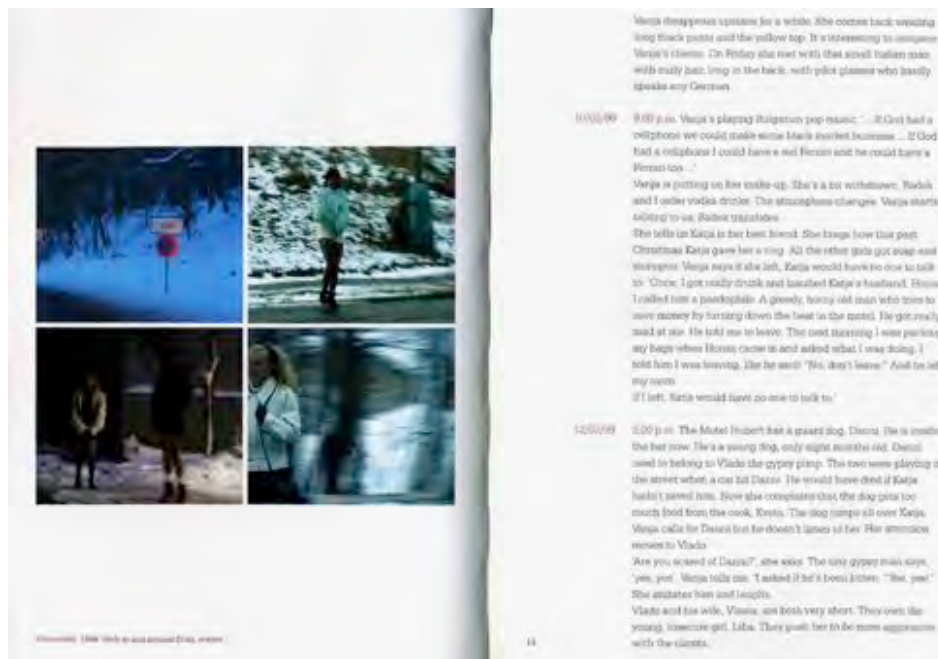 Vanja disappears upstairs for a while. She comes back wearing
long black pants and the yellow top. It's interesting to compare
Vanja's clients. On Friday she met with that small Italian man
with curly hair, long in the back, with pilot glasses who hardly
speaks any German.
10/02/99 9.00 p.m. Vanja's playing Bulgarian pop music. '... If God had a
cellphone we could make some black market business ... If God
had a cellphone I could have a red Ferrari and he could have a
Ferrari too ...'
Vanja is putting on her make-up. She's a bit withdrawn. Radek
and I order vodka drinks. The atmosphere changes. Vanja starts
talking to us. Radek translates.
She tells us Katja is her best friend. She brags how this past
Christmas Katja gave her a ring. All the other girls got soap and
shampoo. Vanja says if she left, Katja would have no one to talk
to. 'Once, I got really drunk and insulted Katja's husband,
I called him a paedophile. A greedy, horny old man who tries to
save money by turning down the heat in the motel. He got really
mad at me. He told me to leave. The next morning I was packing
my bags when came in and asked what I was doing. I
told him I was leaving, like he said. "No, don't leave." And he left
my room.
If I left, Katja would have no one to talk to.'
12/02/99 5.00 p.m. The Motel Hubert has a guard dog, He is inside
the bar now. He's a young dog, only eight months old.
used to belong to Vlado the gypsy pimp. The two were playing in
the street when a car hit He would have died if Katja
hadn't saved him. Now she complains that the dog gets too
much food from the cook, The dog jumps all over Katja.
Vanja calls for but he doesn't listen to her. Her attention
moves to Vlado.
'Are you scared of she asks. The tiny gypsy man says,
'yes, yes'. Vanja tells me, 'I asked if he's been bitten. "Yes, yes".'
She imitates him and laughs.
Vlado and his wife, are both very short. They own the
young, insecure girl, Liba. They push her to be more aggressive
with the clients.